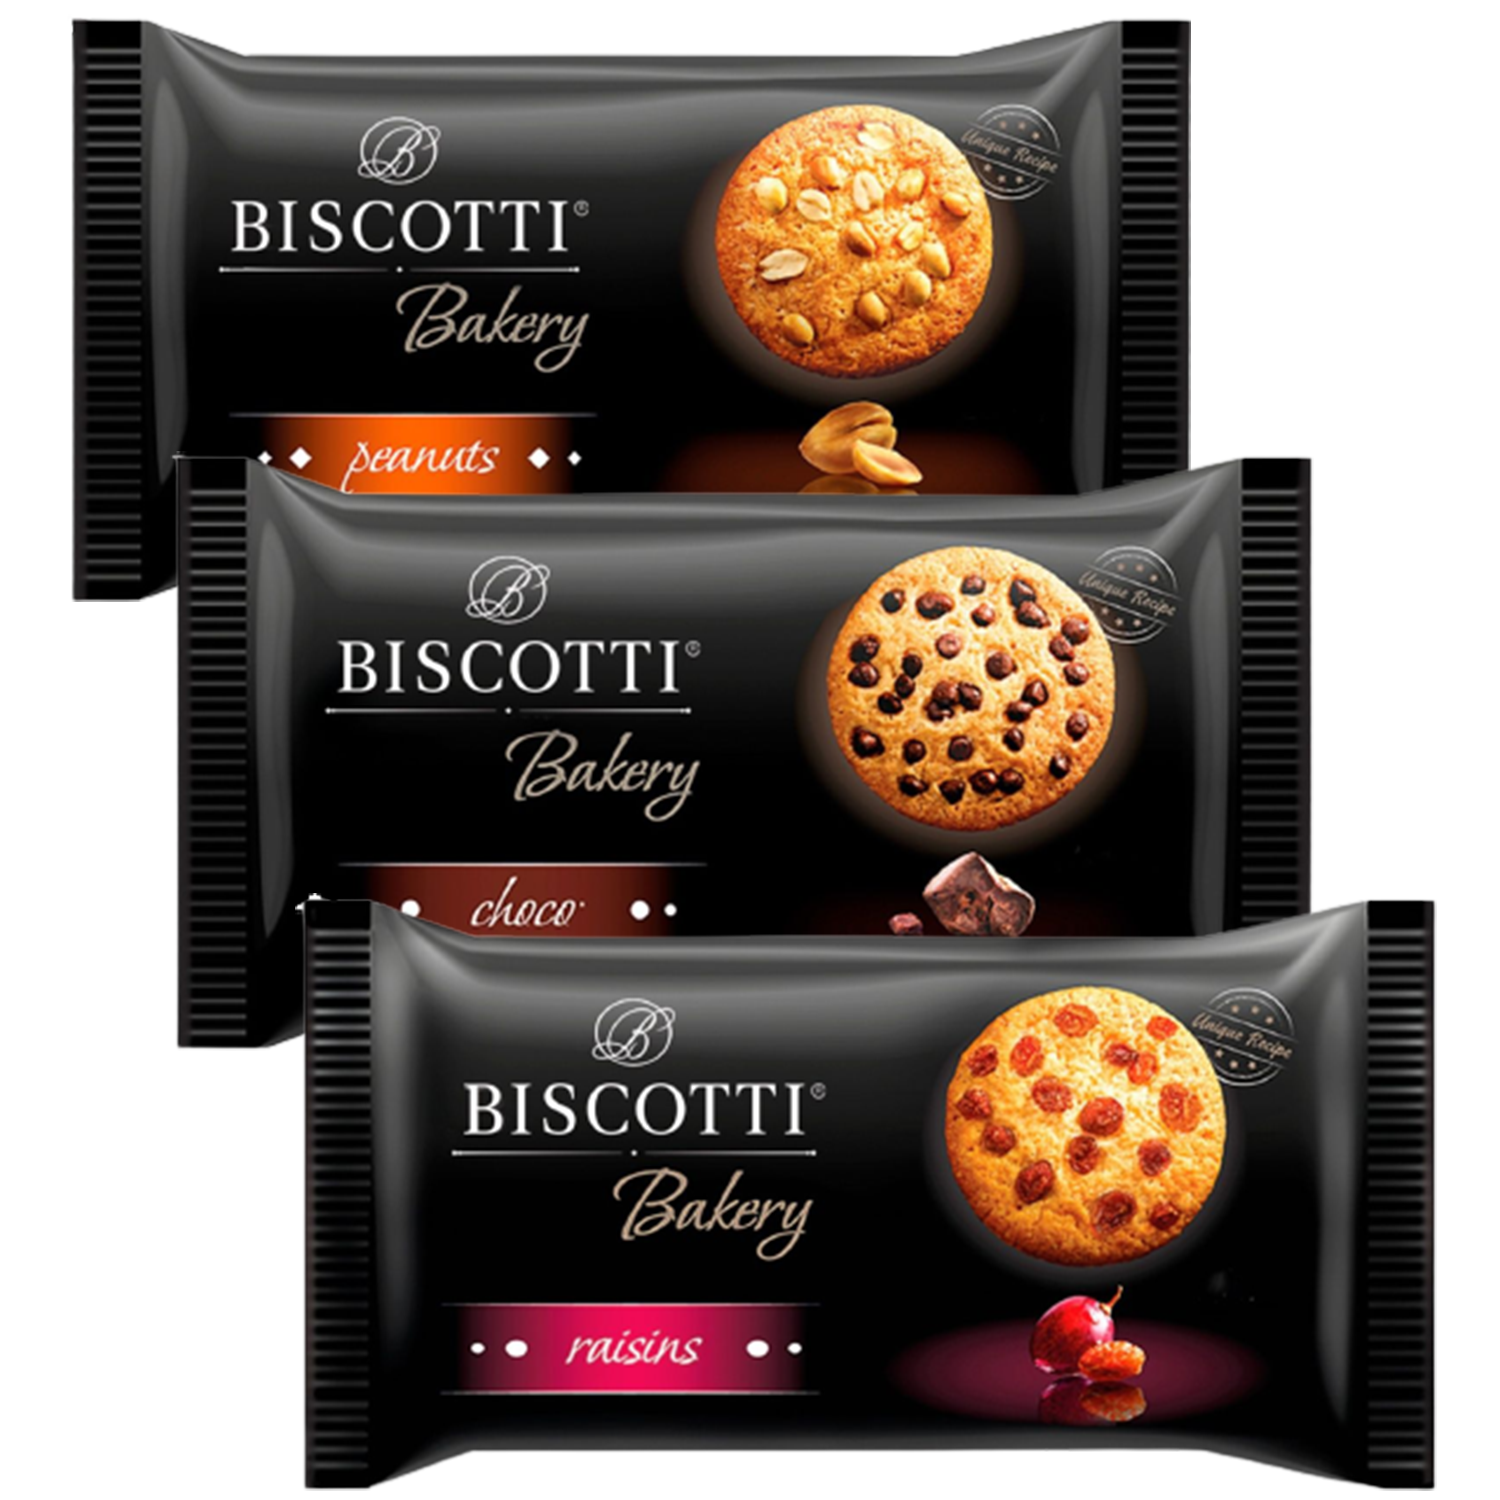 B
BISCOTTI®
Bakery
peanuts
Unique Recipe
B
BISCOTTI®
Bakery
choco
Unique Recipe
B
BISCOTTI®
Bakery
raisins
Unique Recipe